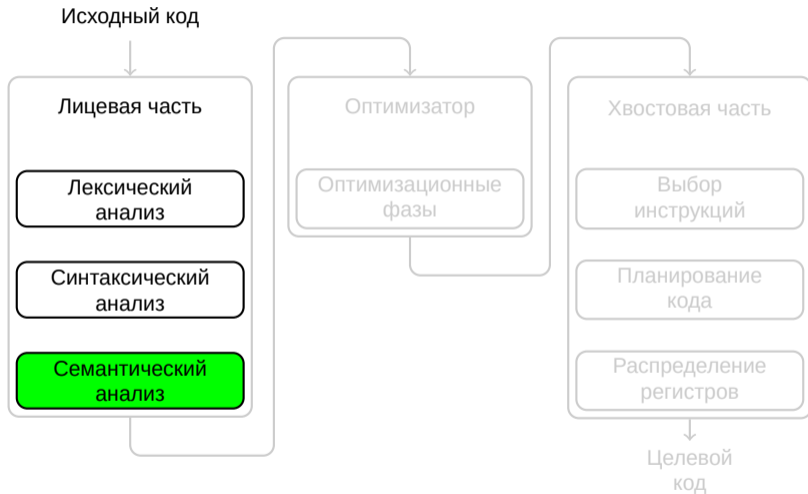 Исходный код
Лицевая часть
Лексический
анализ
Синтаксический
анализ
Семантический
анализ
Оптимизатор
Оптимизационные
фазы
Хвостовая часть
Выбор
инструкций
Планирование
кода
Распределение
регистров
Целевой
код